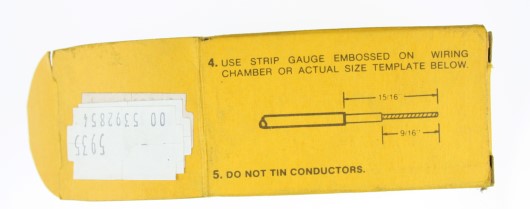 4. USE STRIP GAUGE EMBOSSED ON WIRING
CHAMBER OR ACTUAL SIZE TEMPLATE BELOW.
15/16"
9/16"
5. DO NOT TIN CONDUCTORS.
00 5392854
5935